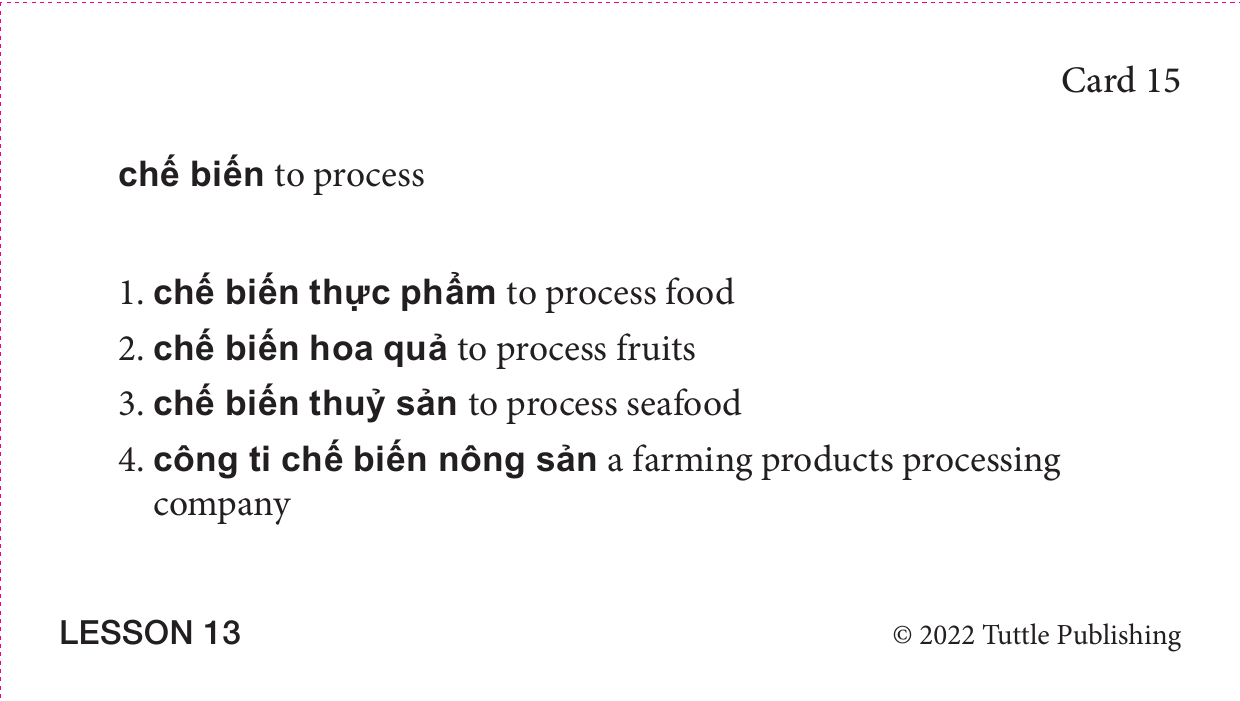 Card 15
chế biến to process
1. chế biến thực phẩm to process food
2. chế biến hoa quả to process fruits
3. chế biến thuỷ sản to process seafood
4. công ti chế biến nông sản a farming products processing
company
LESSON 13
© 2022 Tuttle Publishing